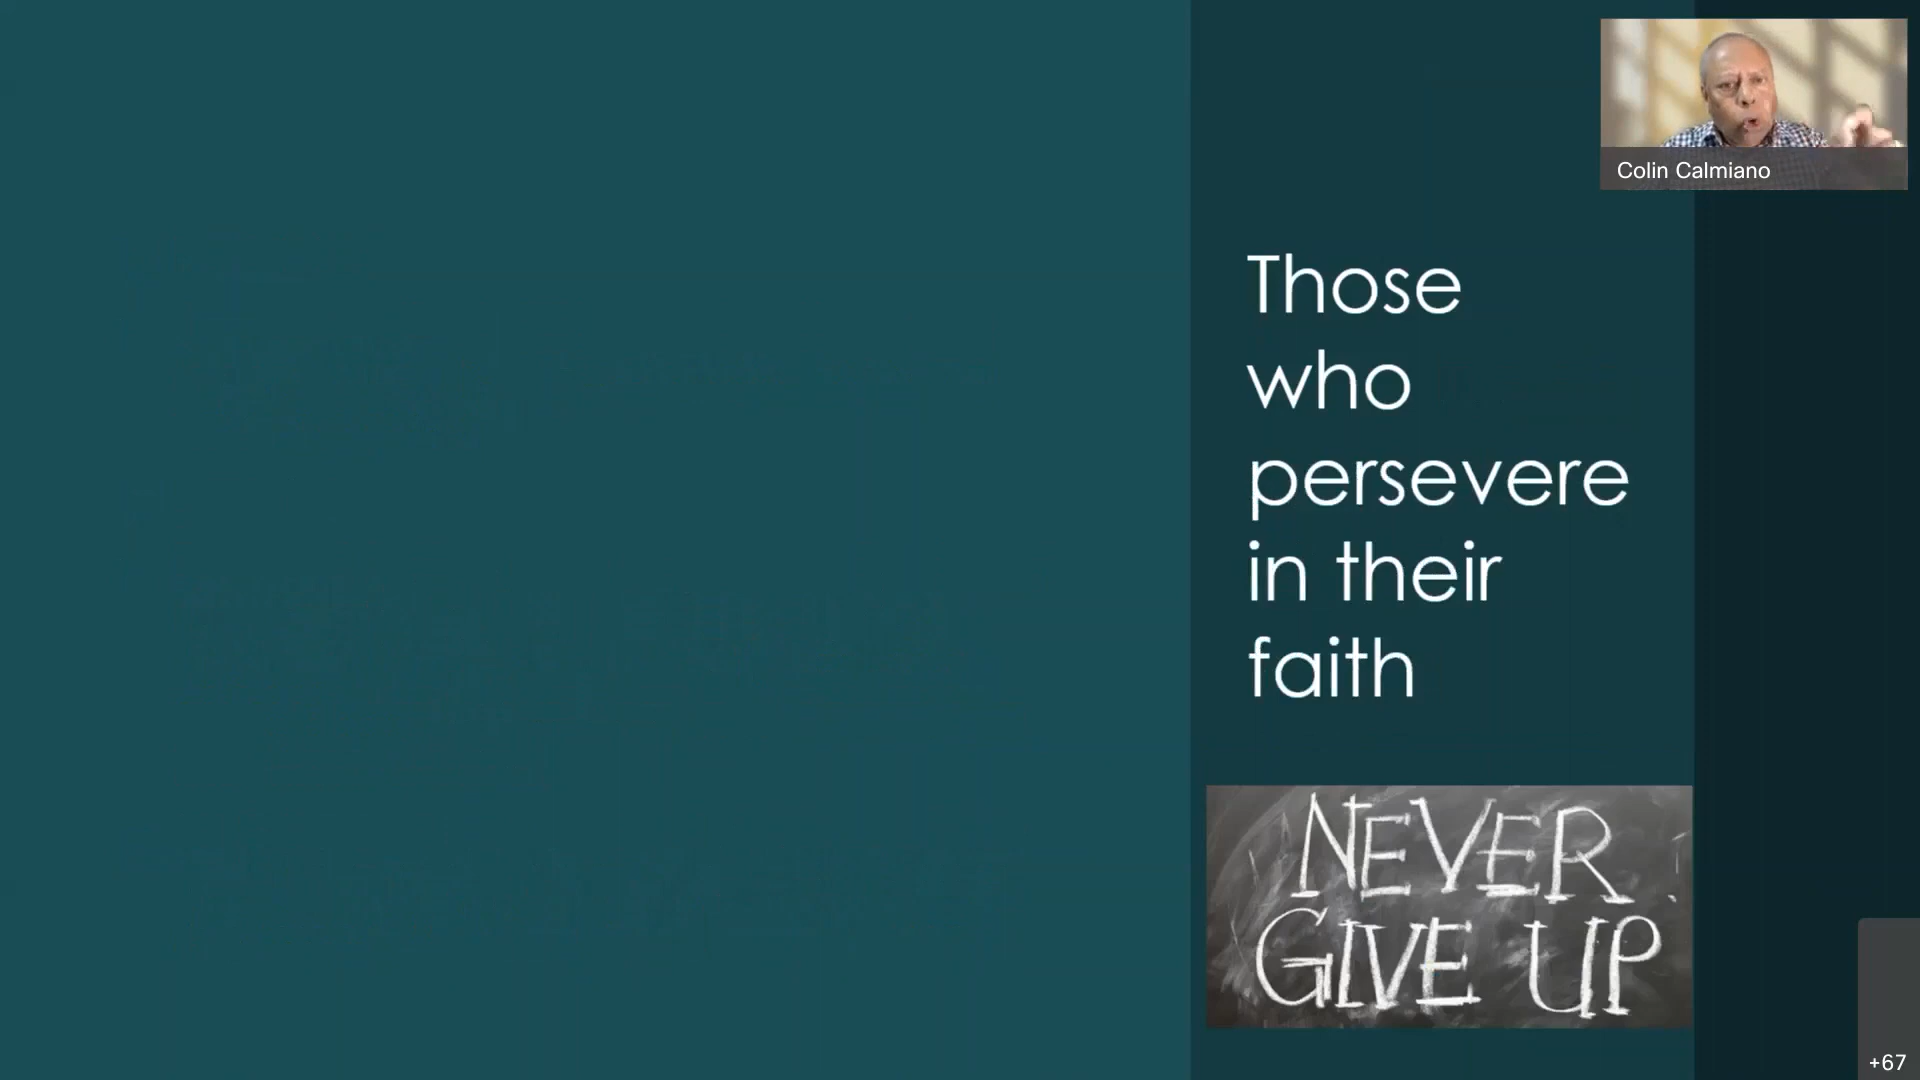 Colin Calmiano
Those
who
persevere
in their
faith
NEVER
GIVE UP
+67